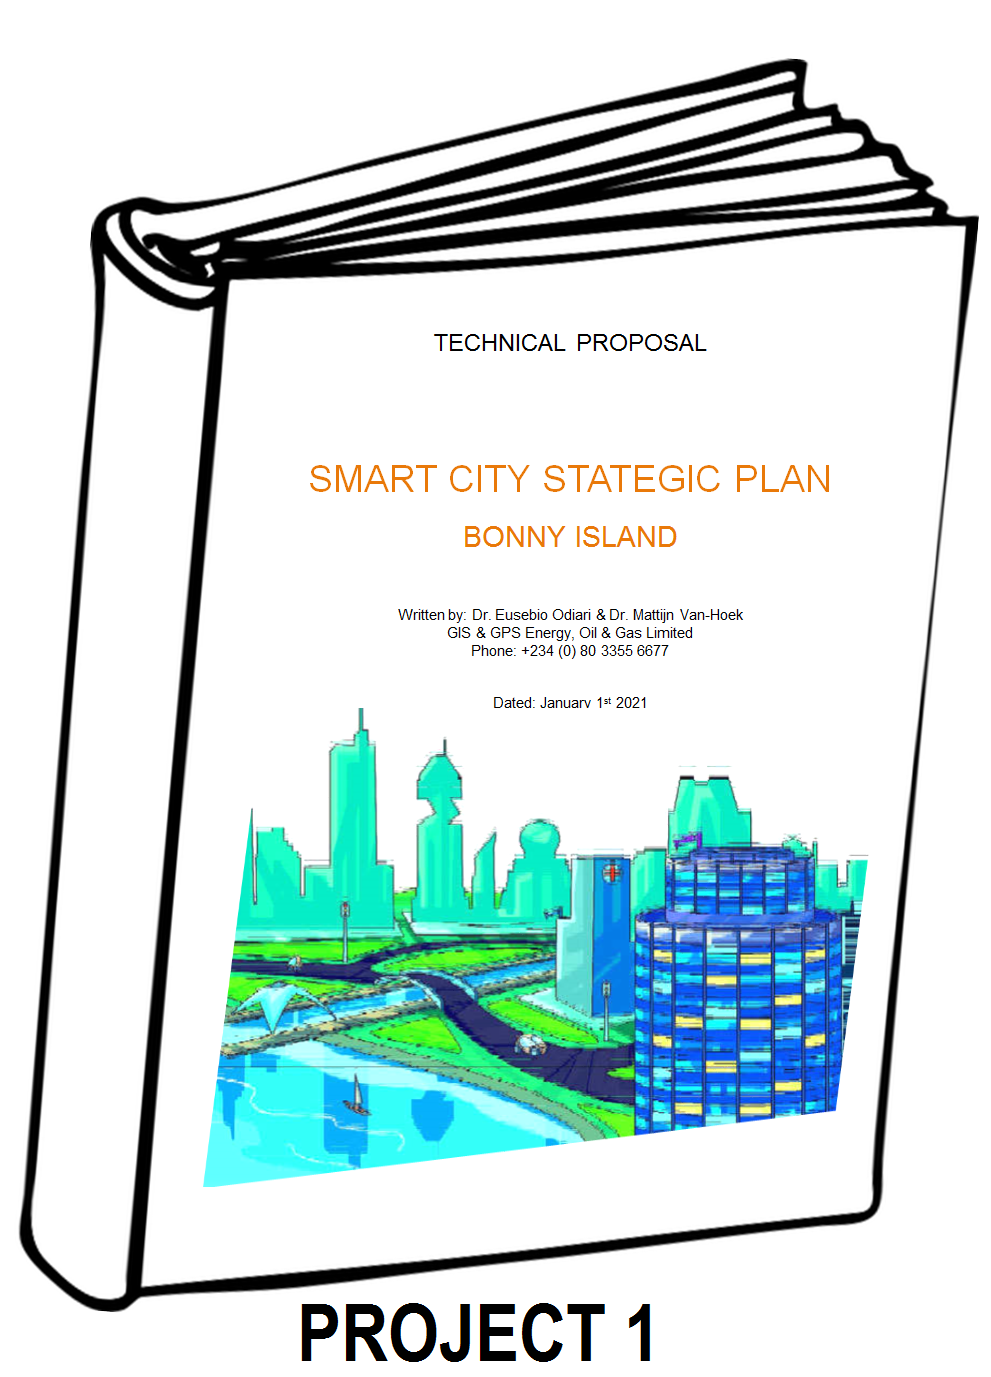 TECHNICAL PROPOSAL
SMART CITY STATEGIC PLAN
BONNY ISLAND
Written by: Dr. Eusebio Odiari & Dr. Mattijn Van-Hoek
GIS & GPS Energy, Oil & Gas Limited
Phone: +234 (0) 80 3355 6677
Dated: January 1st 2021
PROJECT 1